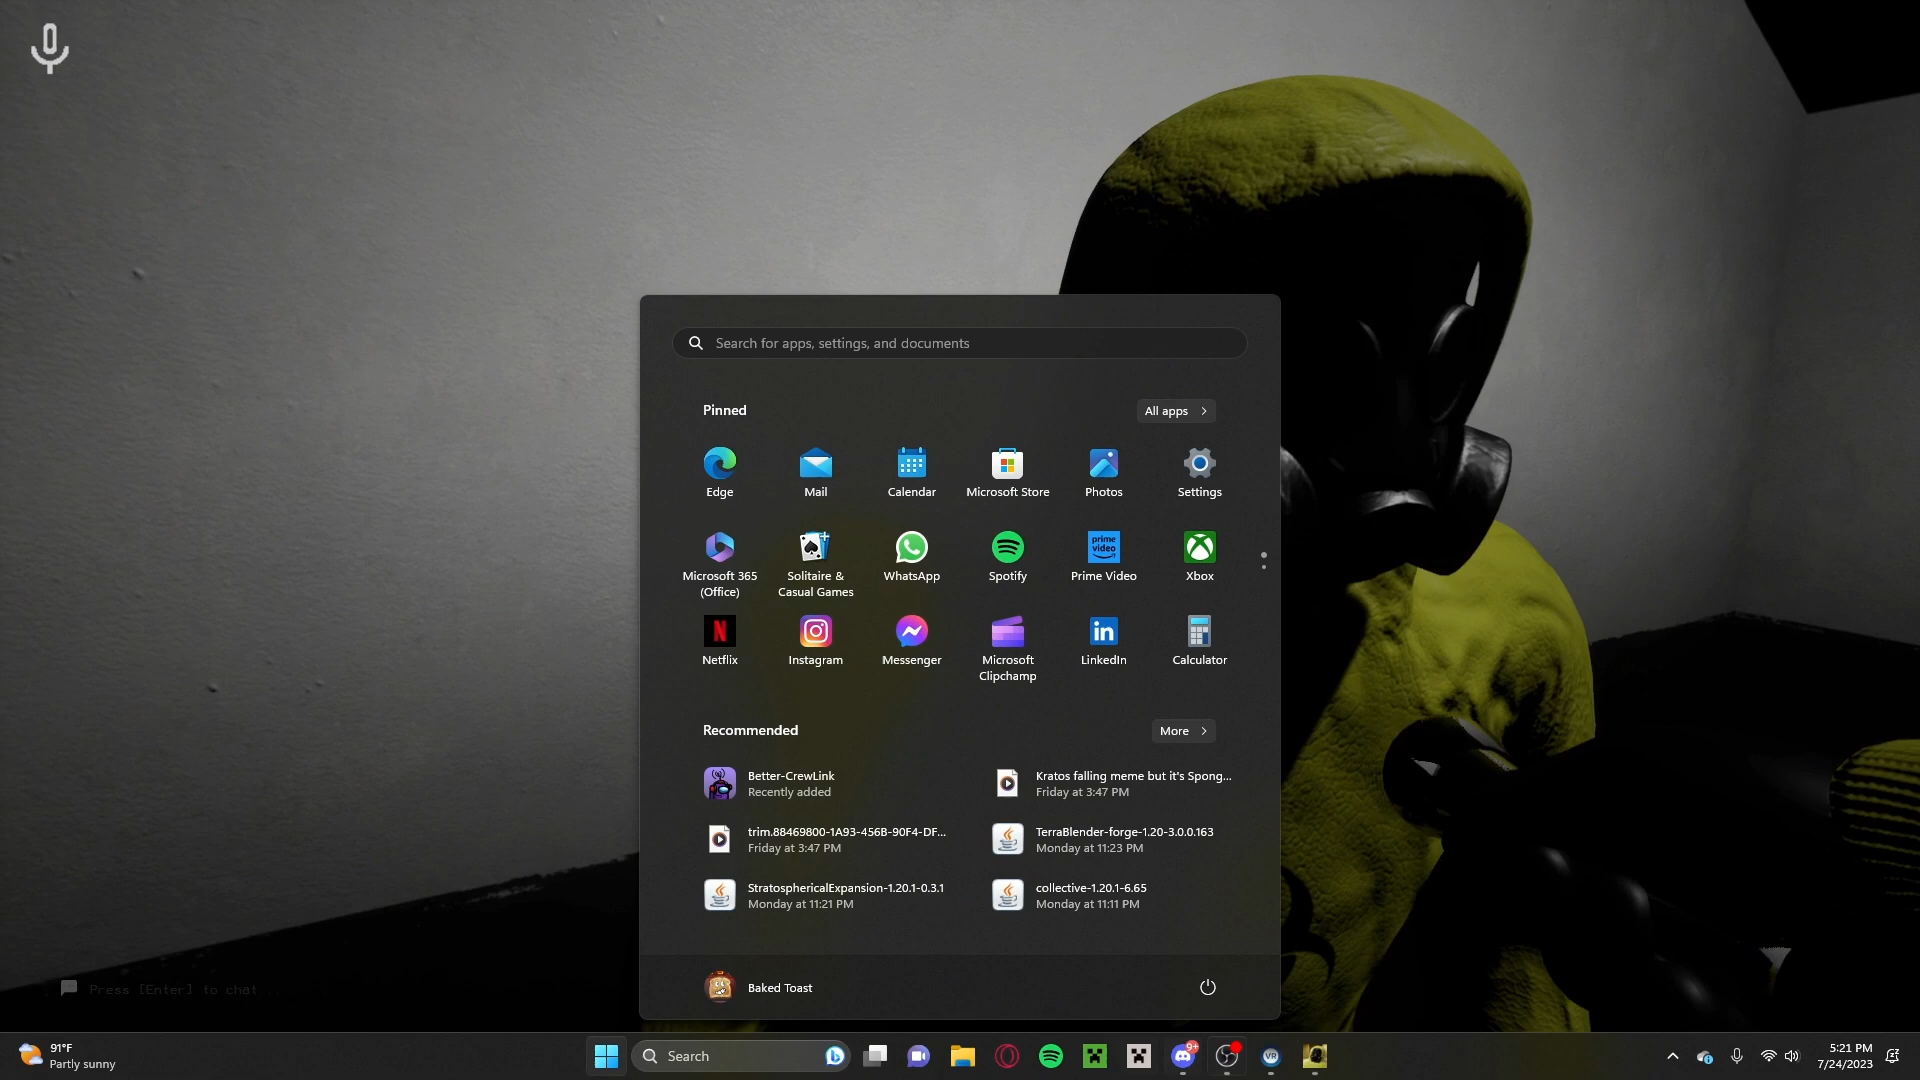 Search for apps, settings, and documents
Pinned
All apps
Edge
Mail
Calendar
Microsoft Store
Photos
Settings
Microsoft 365
(Office)
Solitaire &
Casual Games
WhatsApp
Spotify
prime
video
Prime Video
Xbox
N
Netflix
Instagram
Messenger
Microsoft
Clipchamp
in
LinkedIn
Calculator
Recommended
More
Better-CrewLink
Recently added
Kratos falling meme but it's Spong...
Friday at 3:47 PM
trim.88469800-1A93-456B-90F4-DF...
Friday at 3:47 PM
TerraBlender-forge-1.20-3.0.0.163
Monday at 11:23 PM
StratosphericalExpansion-1.20.1-0.3.1
Monday at 11:21 PM
collective-1.20.1-6.65
Monday at 11:11 PM
Press [Enter] to chat...
Baked Toast
91°F
Partly sunny
Search
9+
VR
5:21 PM
7/24/2023